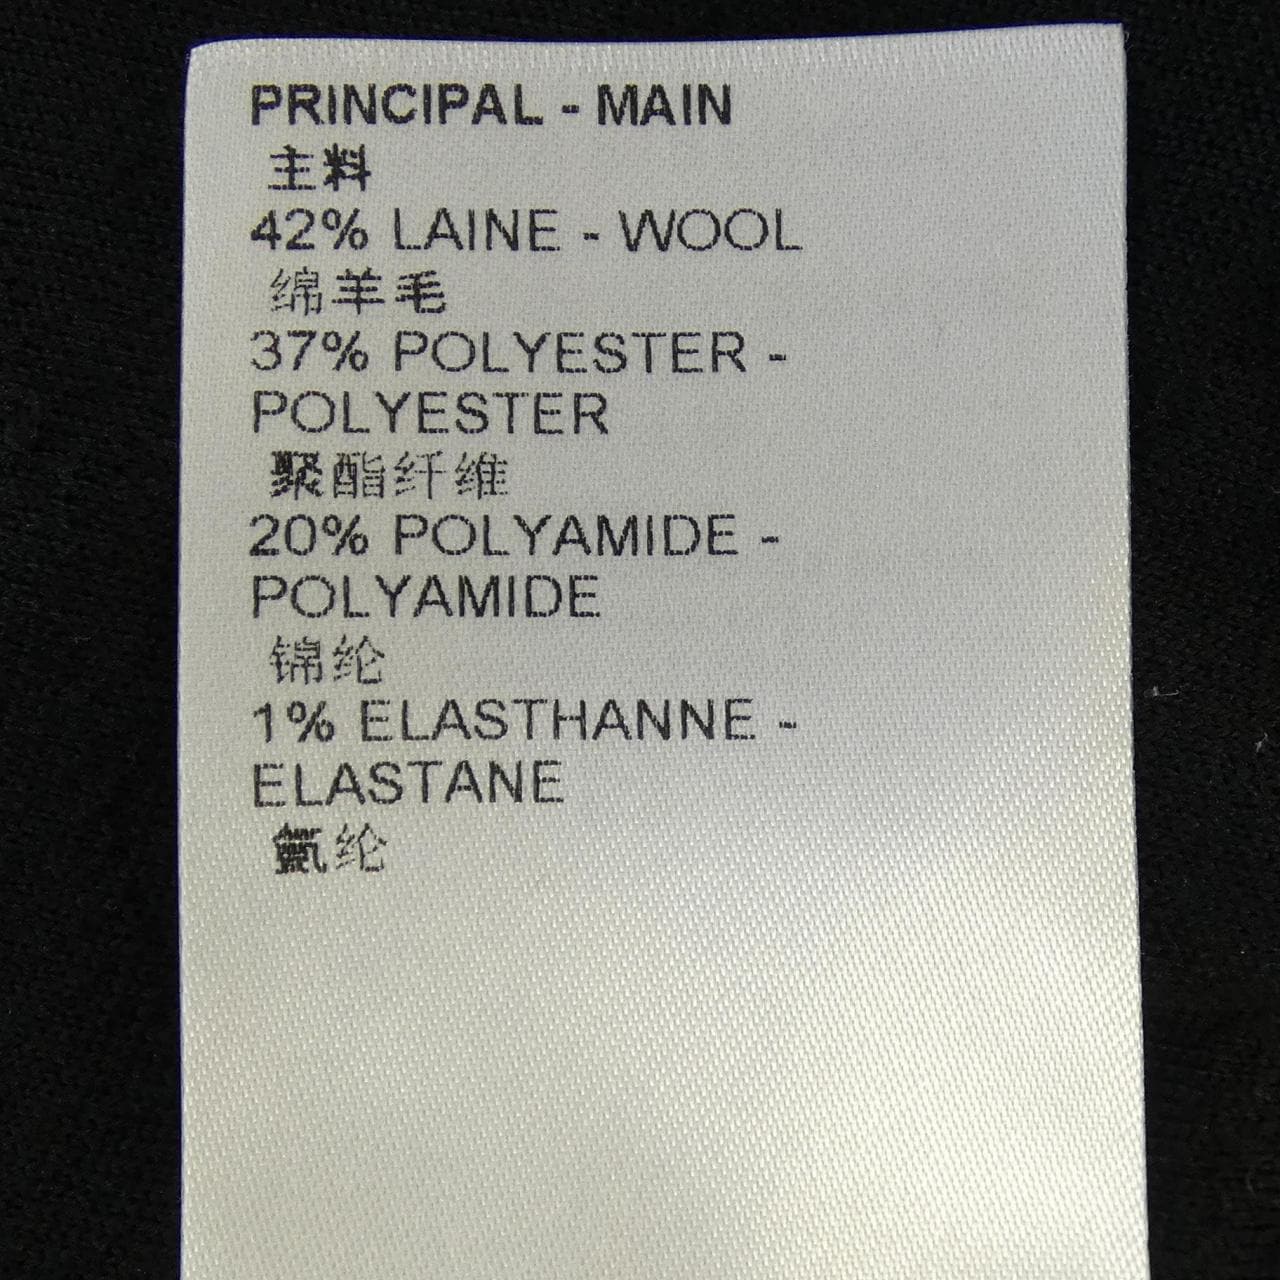 PRINCIPAL - MAIN
主料
42% LAINE - WOOL
绵羊毛
37% POLYESTER -
POLYESTER
聚酯纤维
20% POLYAMIDE -
POLYAMIDE
锦纶
1% ELASTHANNE -
ELASTANE
氨纶